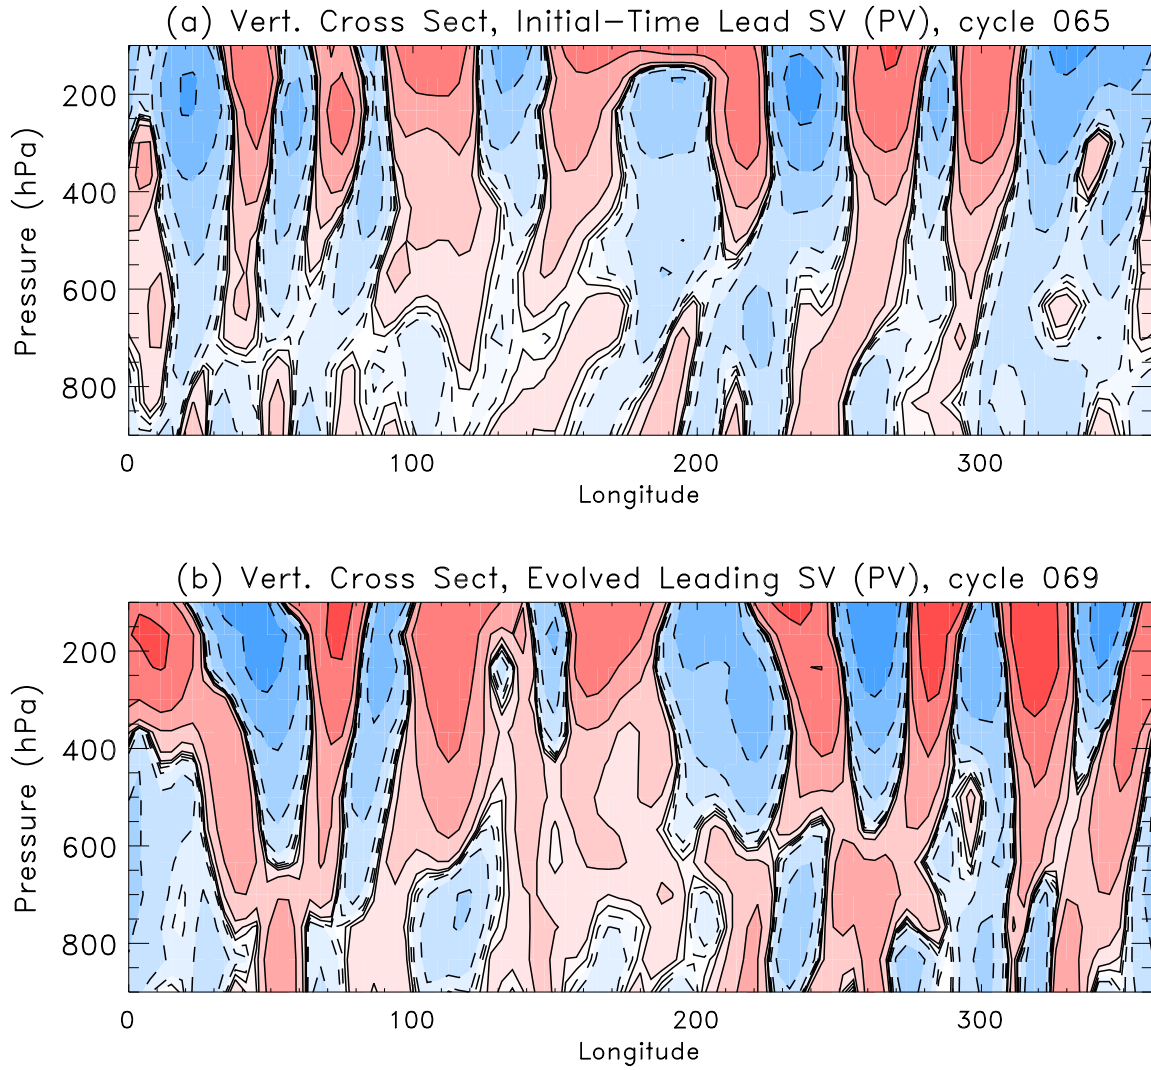 (a) Vert. Cross Sect, Initial-Time Lead SV (PV), cycle 065
200
400
600
800
Pressure (hPa)
0 100 200 300
Longitude
(b) Vert. Cross Sect, Evolved Leading SV (PV), cycle 069
200
400
600
800
Pressure (hPa)
0 100 200 300
Longitude